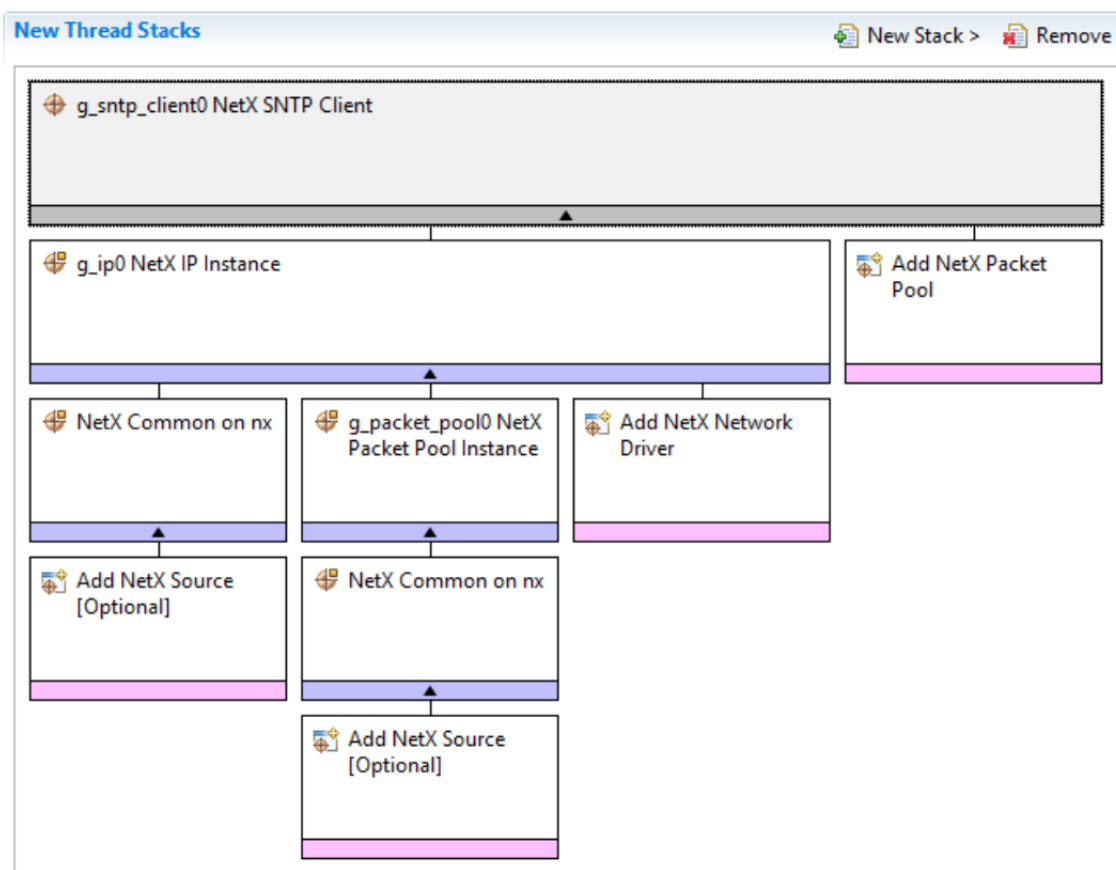 New Thread Stacks
New Stack >
Remove
g_sntp_client0 NetX SNTP Client
g_ip0 NetX IP Instance
Add NetX Packet
Pool
NetX Common on nx
g_packet_pool0 NetX
Packet Pool Instance
Add NetX Network
Driver
Add NetX Source
[Optional]
NetX Common on nx
Add NetX Source
[Optional]